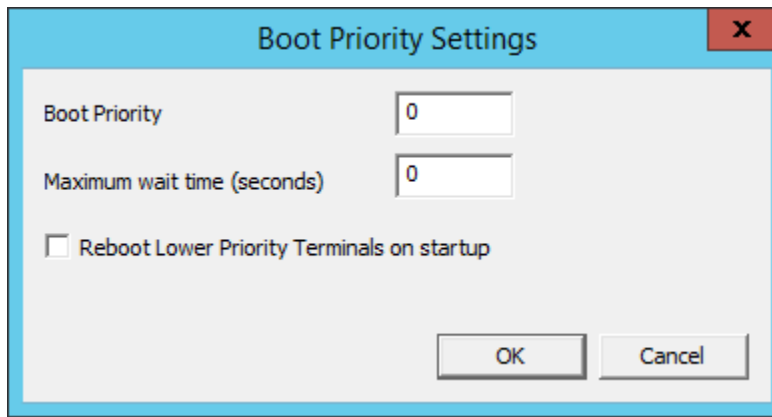 Boot Priority Settings
x
Boot Priority 0
Maximum wait time (seconds) 0
Reboot Lower Priority Terminals on startup
OK Cancel